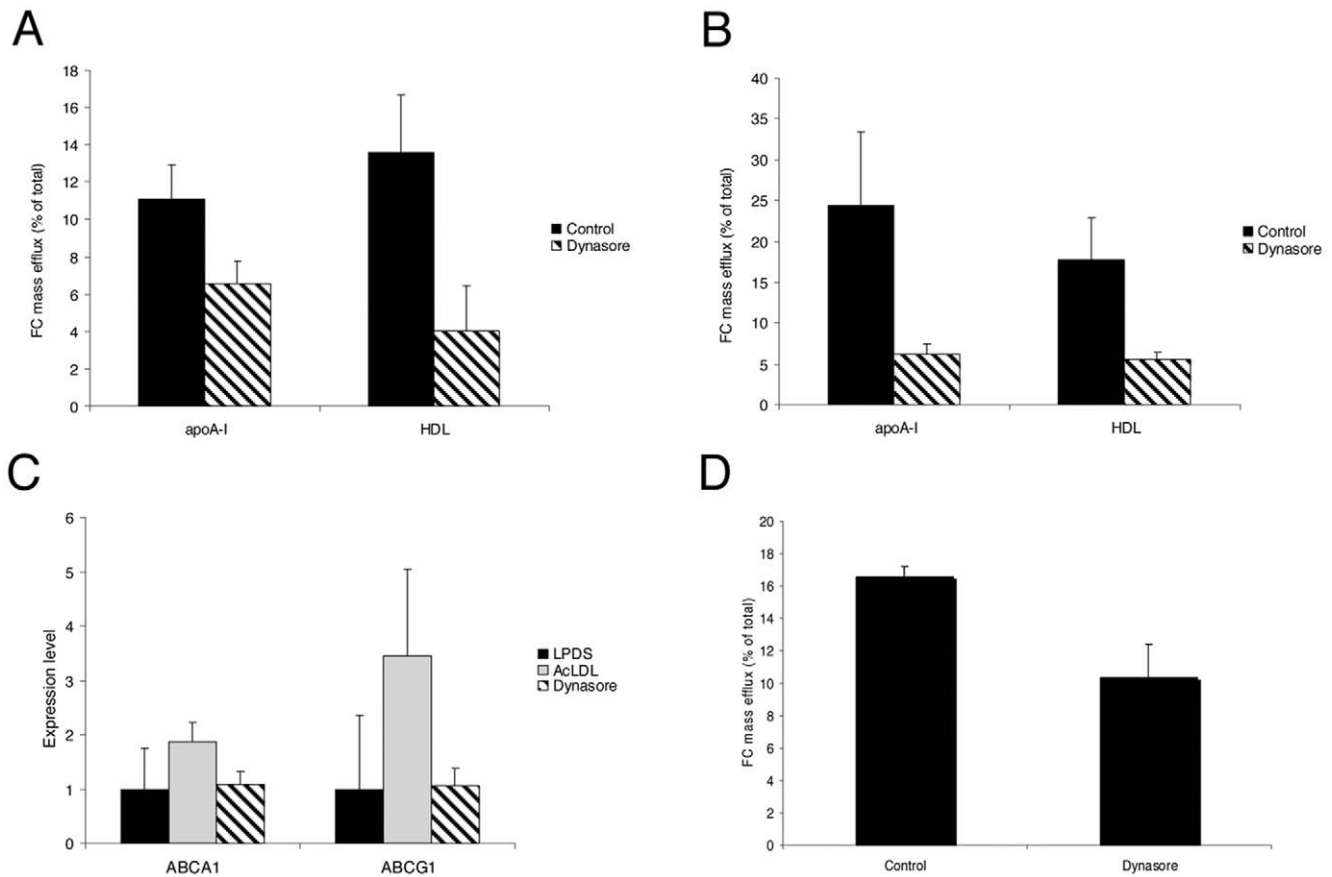 A
FC mass efflux (% of total)
18
16
14
12
10
8
6
4
2
0
apoA-I
HDL
Control
Dynasore
B
FC mass efflux (% of total)
40
35
30
25
20
15
10
5
0
apoA-I
HDL
Control
Dynasore
C
Expression level
6
5
4
3
2
1
0
ABCA1
ABCG1
LPDS
AcLDL
Dynasore
D
FC mass efflux (% of total)
20
18
16
14
12
10
8
6
4
2
0
Control
Dynasore